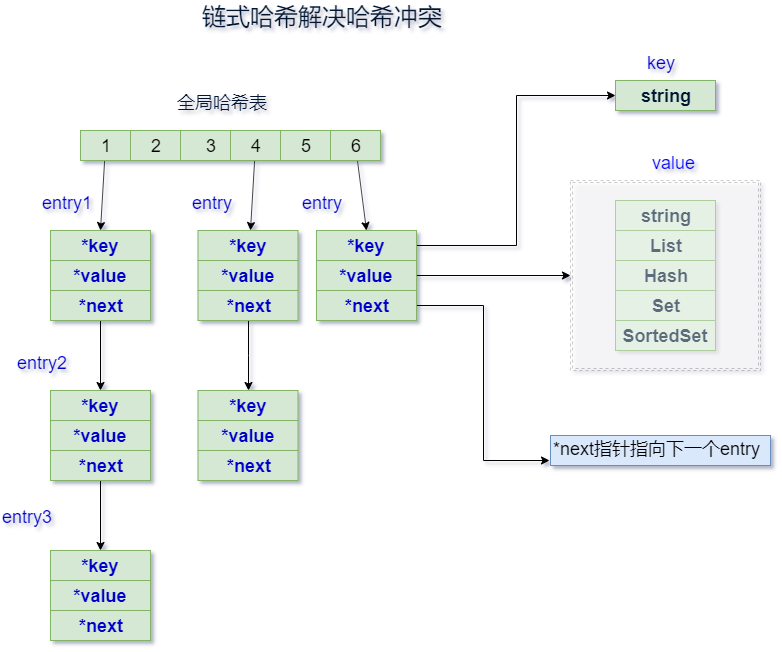 链式哈希解决哈希冲突
key
string
全局哈希表
1 2 3 4 5 6
value
entry1 entry entry
string
List
Hash
Set
SortedSet
*key *key *key
*value *value *value
*next *next *next
entry2
*key *key
*value *value
*next *next
*next指针指向下一个entry
entry3
*key
*value
*next